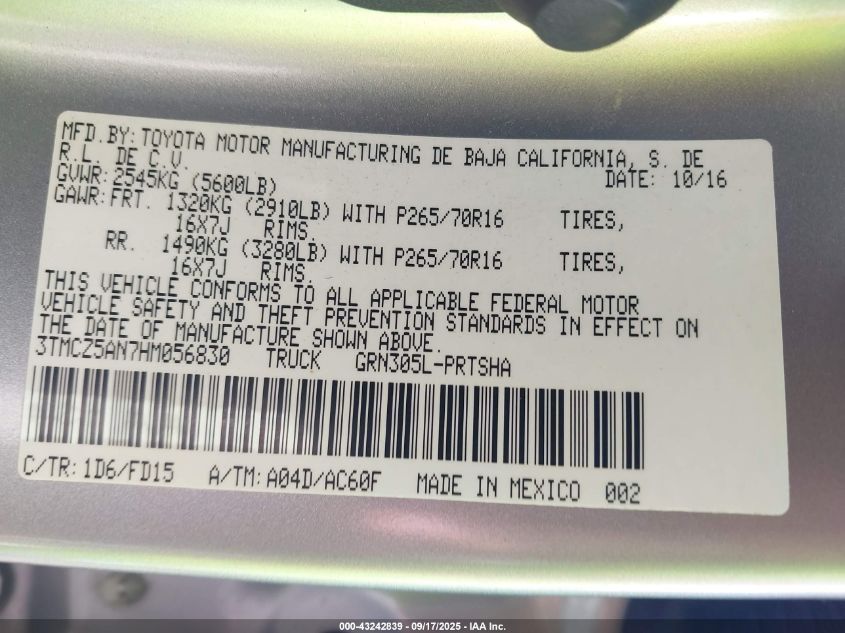 MFD.BY: TOYOTA MOTOR MANUFACTURING DE BAJA CALIFORNIA, S. DE
R.L. DE C.V. DATE: 10/16
GVWR: 2545KG (5600LB)
GAWR: FRT. 1320KG (2910LB) WITH P265/70R16 TIRES,
16X7J RIMS.
RR. 1490KG (3280LB) WITH P265/70R16 TIRES,
16X7J RIMS.
THIS VEHICLE CONFORMS TO ALL APPLICABLE FEDERAL MOTOR
VEHICLE SAFETY AND THEFT PREVENTION STANDARDS IN EFFECT ON
THE DATE OF MANUFACTURE SHOWN ABOVE.
3TMCZ5AN7HM056830 TRUCK GRN305L-PRTSHA
C/TR: 1D6/FD15 A/TM: A04D/AC60F MADE IN MEXICO 002
000-43242839 - 09/17/2025 - IAA Inc.